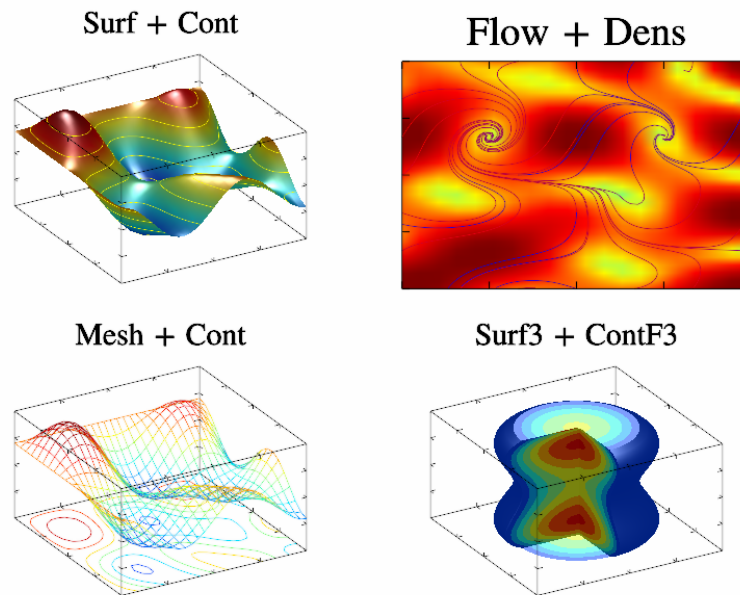 Surf + Cont
Flow + Dens
Mesh + Cont
Surf3 + ContF3